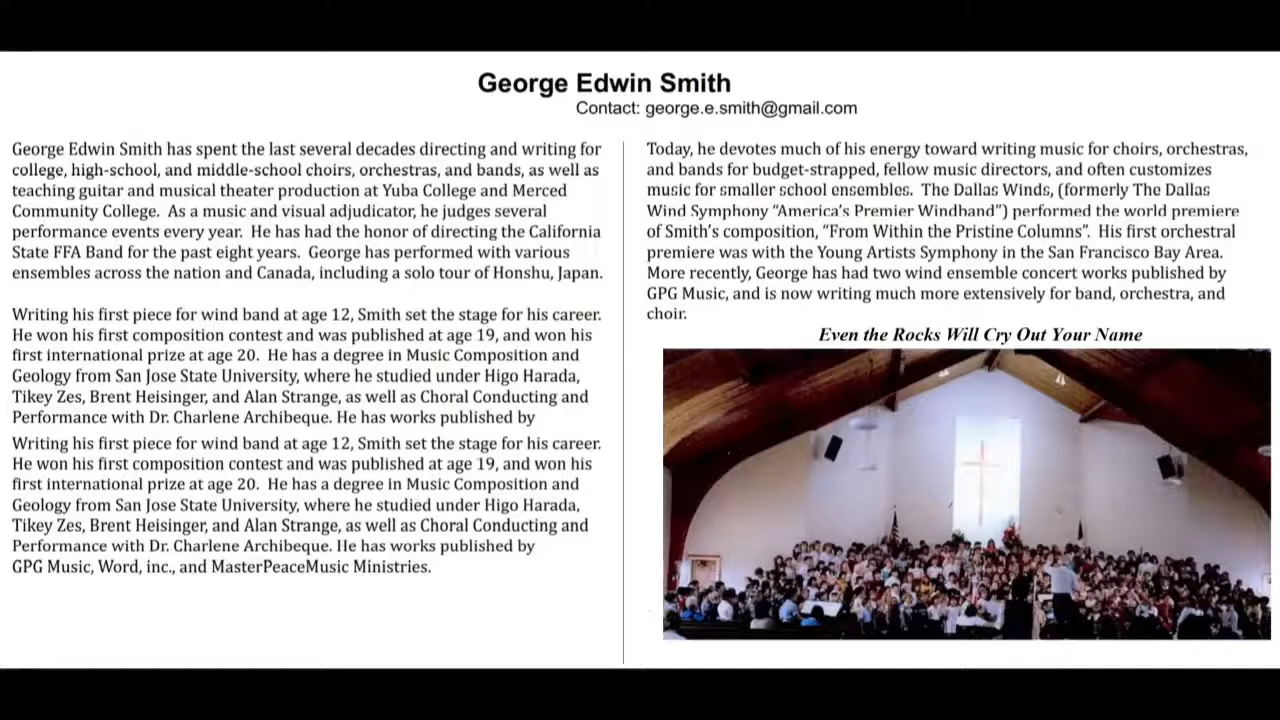 George Edwin Smith
Contact: george.e.smith@gmail.com
George Edwin Smith has spent the last several decades directing and writing for
college, high-school, and middle-school choirs, orchestras, and bands, as well as
teaching guitar and musical theater production at Yuba College and Merced
Community College.  As a music and visual adjudicator, he judges several
performance events every year.  He has had the honor of directing the California
State FFA Band for the past eight years.  George has performed with various
ensembles across the nation and Canada, including a solo tour of Honshu, Japan.
Writing his first piece for wind band at age 12, Smith set the stage for his career.
He won his first composition contest and was published at age 19, and won his
first international prize at age 20.  He has a degree in Music Composition and
Geology from San Jose State University, where he studied under Higo Harada,
Tikey Zes, Brent Heisinger, and Alan Strange, as well as Choral Conducting and
Performance with Dr. Charlene Archibeque. He has works published by
Writing his first piece for wind band at age 12, Smith set the stage for his career.
He won his first composition contest and was published at age 19, and won his
first international prize at age 20.  He has a degree in Music Composition and
Geology from San Jose State University, where he studied under Higo Harada,
Tikey Zes, Brent Heisinger, and Alan Strange, as well as Choral Conducting and
Performance with Dr. Charlene Archibeque. He has works published by
GPG Music, Word, inc., and MasterPeaceMusic Ministries.
Today, he devotes much of his energy toward writing music for choirs, orchestras,
and bands for budget-strapped, fellow music directors, and often customizes
music for smaller school ensembles.  The Dallas Winds, (formerly The Dallas
Wind Symphony “America’s Premier Windband”) performed the world premiere
of Smith’s composition, “From Within the Pristine Columns”.  His first orchestral
premiere was with the Young Artists Symphony in the San Francisco Bay Area.
More recently, George has had two wind ensemble concert works published by
GPG Music, and is now writing much more extensively for band, orchestra, and
choir.
Even the Rocks Will Cry Out Your Name